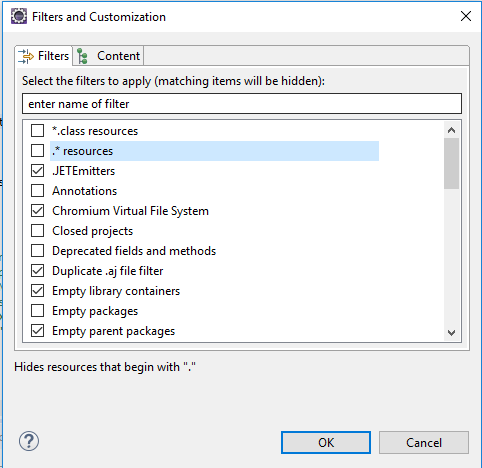 Filters and Customization
Filters
Content
Select the filters to apply (matching items will be hidden):
enter name of filter
*.class resources
.* resources
.JETEmitters
Annotations
Chromium Virtual File System
Closed projects
Deprecated fields and methods
Duplicate .aj file filter
Empty library containers
Empty packages
Empty parent packages
Hides resources that begin with "."
?
OK
Cancel